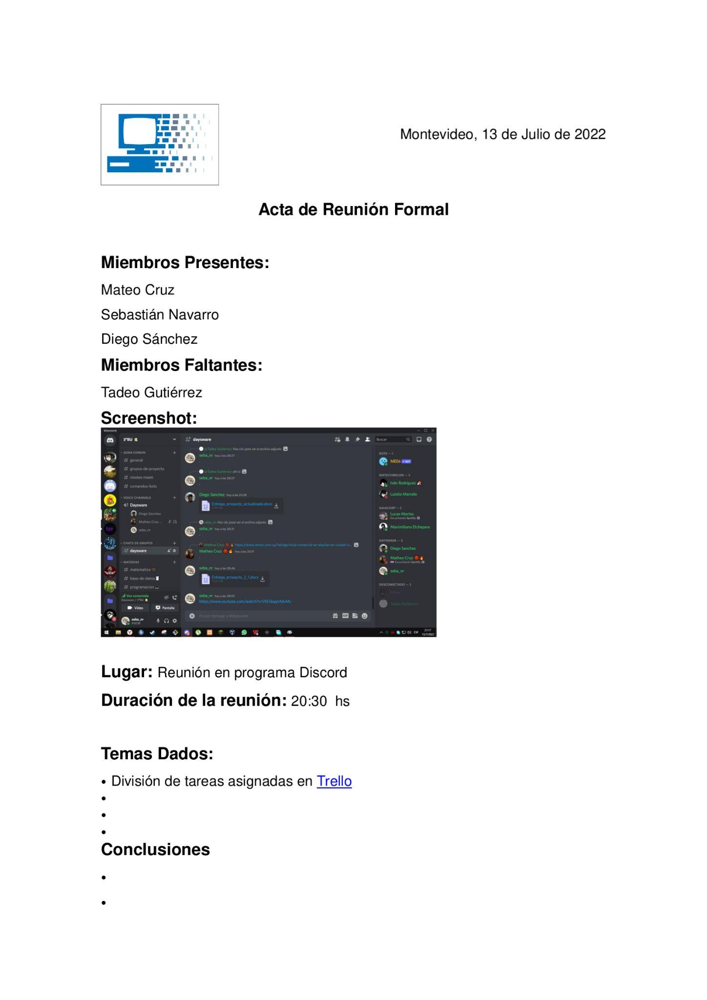 Montevideo, 13 de Julio de 2022
Acta de Reunión Formal
Miembros Presentes:
Mateo Cruz
Sebastián Navarro
Diego Sánchez
Miembros Faltantes:
Tadeo Gutiérrez
Screenshot:
Discord
3°BU
daysware
Buscar
ZONA COMUN
# general
# grupos-de-proyecto
# niveles-mee6
# comandos-bots
VOICE CHANNELS
Daysware
Diego Sanchez
Matheo Cruz ...
seba_nr
CHATS DE GRUPOS
# daysware
MATERIAS
# matematica
# base-de-datos
# programacion
Voz conectada
Daysware / 3°BU
Video
Pantalla
seba_nr
#3038
@Tadeo Gutierrez Haz clic para ver el archivo adjunto
seba_nr hoy a las 20:27
.
@Tadeo Gutierrez ahí si
seba_nr hoy a las 20:27
.
Diego Sanchez hoy a las 20:28
Entrega_proyecto_actualizado.docx
seba_nr Haz clic para ver el archivo adjunto
seba_nr hoy a las 20:31
.
Matheo Cruz https://www.remax.com.uy/listings/local-comercial-en-alquiler-en-ciudad-vi...
Matheo Cruz hoy a las 20:31
.
seba_nr hoy a las 20:46
Entrega_proyecto_2_1.docx
seba_nr hoy a las 20:55
Enviar mensaje a @daysware
BOTS — 1
MEE6 BOT
WATECHMELON — 2
Iván Rodríguez
Luisito Marcelo
GAIACORP — 2
Lucas Martas
Escuchando Spotify
Maximiliano Etchepare
DAYSWARE — 3
Diego Sanchez
Matheo Cruz
Escuchando Spotify
seba_nr
DESCONECTADO — 2
Tadeo Gutierrez
ESP
21:17
13/7/2022
Lugar: Reunión en programa Discord
Duración de la reunión: 20:30 hs
Temas Dados:
• División de tareas asignadas en Trello
•
•
•
Conclusiones
•
•